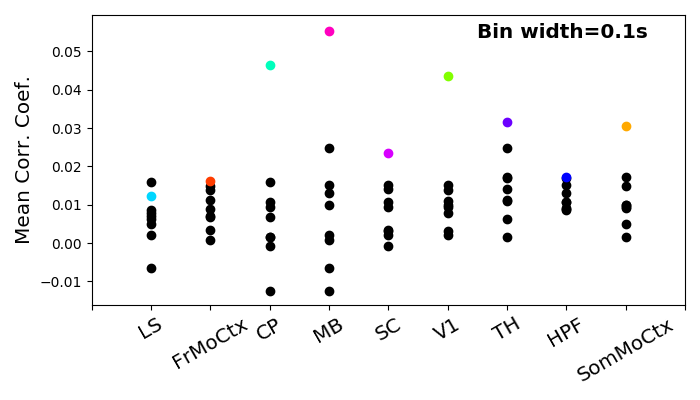 Bin width=0.1s
Mean Corr. Coef.
0.05
0.04
0.03
0.02
0.01
0.00
−0.01
LS
FrMoCtx
CP
MB
SC
V1
TH
HPF
SomMoCtx